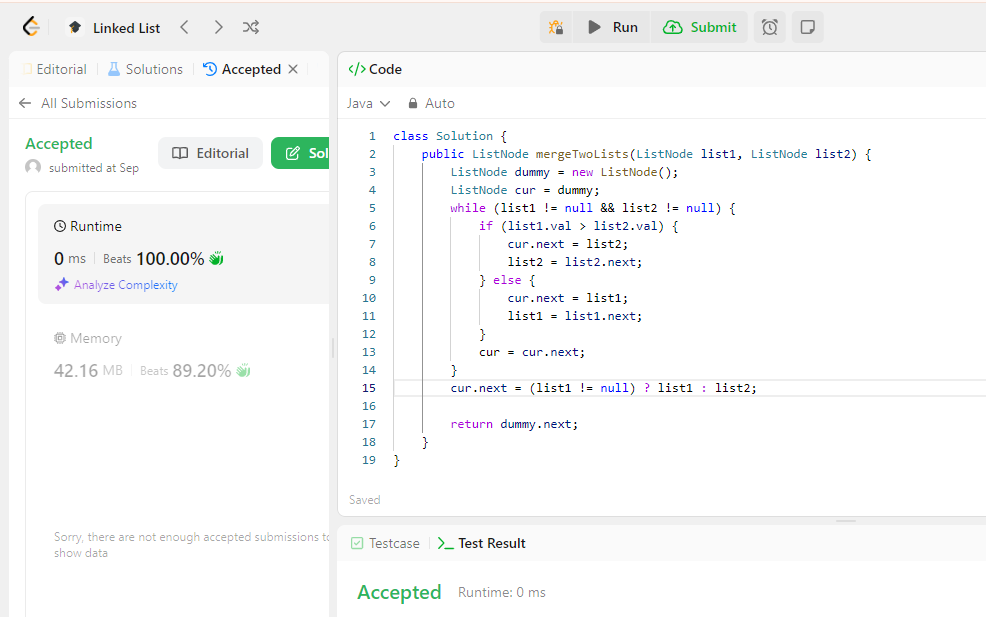 Linked List
Run
Submit
Editorial
Solutions
Accepted
All Submissions
Accepted
submitted at Sep
Editorial
Sol
Runtime
0 ms
Beats 100.00%
Analyze Complexity
Memory
42.16 MB
Beats 89.20%
Sorry, there are not enough accepted submissions to
show data
</> Code
Java
Auto
1 class Solution {
2     public ListNode mergeTwoLists(ListNode list1, ListNode list2) {
3         ListNode dummy = new ListNode();
4         ListNode cur = dummy;
5         while (list1 != null && list2 != null) {
6             if (list1.val > list2.val) {
7                 cur.next = list2;
8                 list2 = list2.next;
9             } else {
10                 cur.next = list1;
11                 list1 = list1.next;
12             }
13             cur = cur.next;
14         }
15         cur.next = (list1 != null) ? list1 : list2;
16
17         return dummy.next;
18     }
19 }
Saved
Testcase
>_ Test Result
Accepted
Runtime: 0 ms